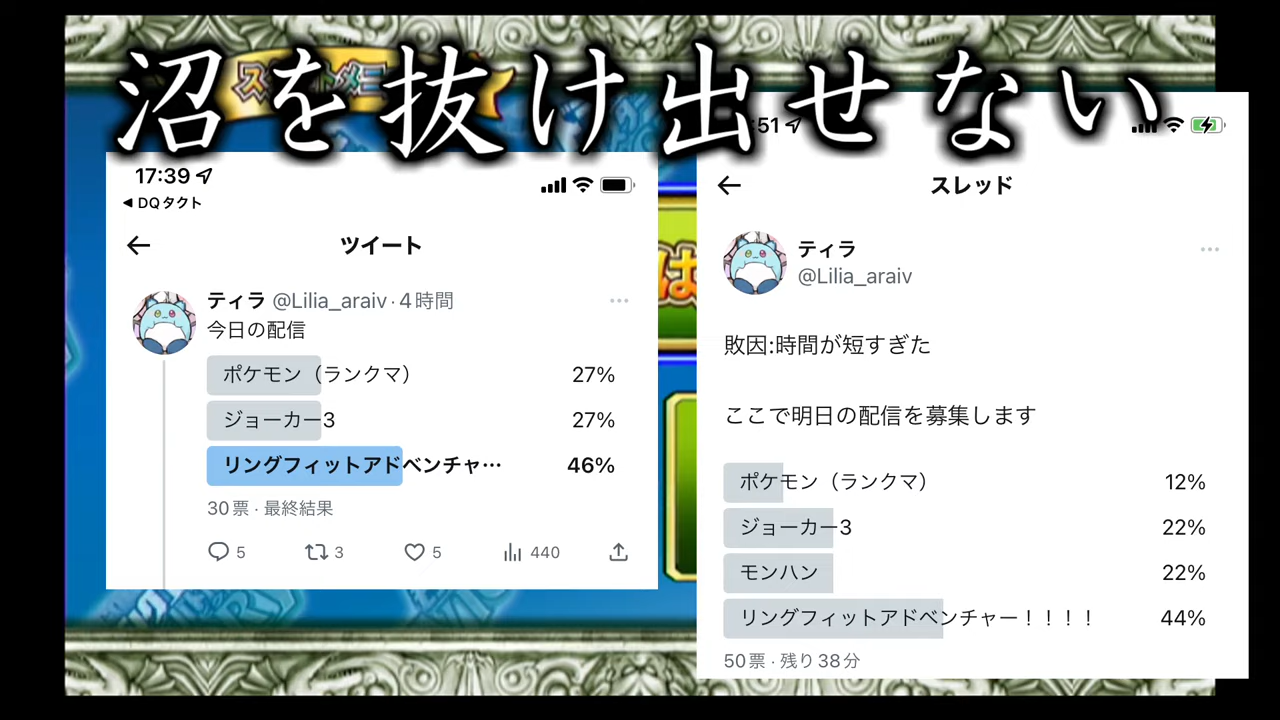 沼を抜け出せない
17:39
◀ DQタクト
ツイート
ティラ @Lilia_araiv · 4時間
今日の配信
ポケモン（ランクマ） 27%
ジョーカー3 27%
リングフィットアドベンチャ… 46%
30票 · 最終結果
5 3 5 440
:51
スレッド
ティラ
@Lilia_araiv
敗因:時間が短すぎた
ここで明日の配信を募集します
ポケモン（ランクマ） 12%
ジョーカー3 22%
モンハン 22%
リングフィットアドベンチャー！！！！ 44%
50票 · 残り38分
は